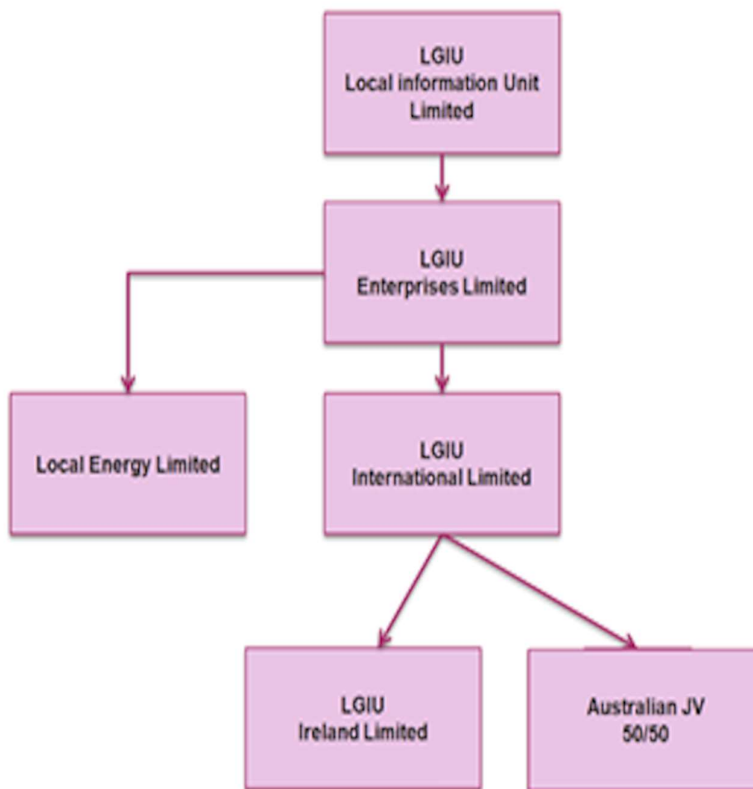 LGIU
Local information Unit
Limited
LGIU
Enterprises Limited
Local Energy Limited
LGIU
International Limited
LGIU
Ireland Limited
Australian JV
50/50